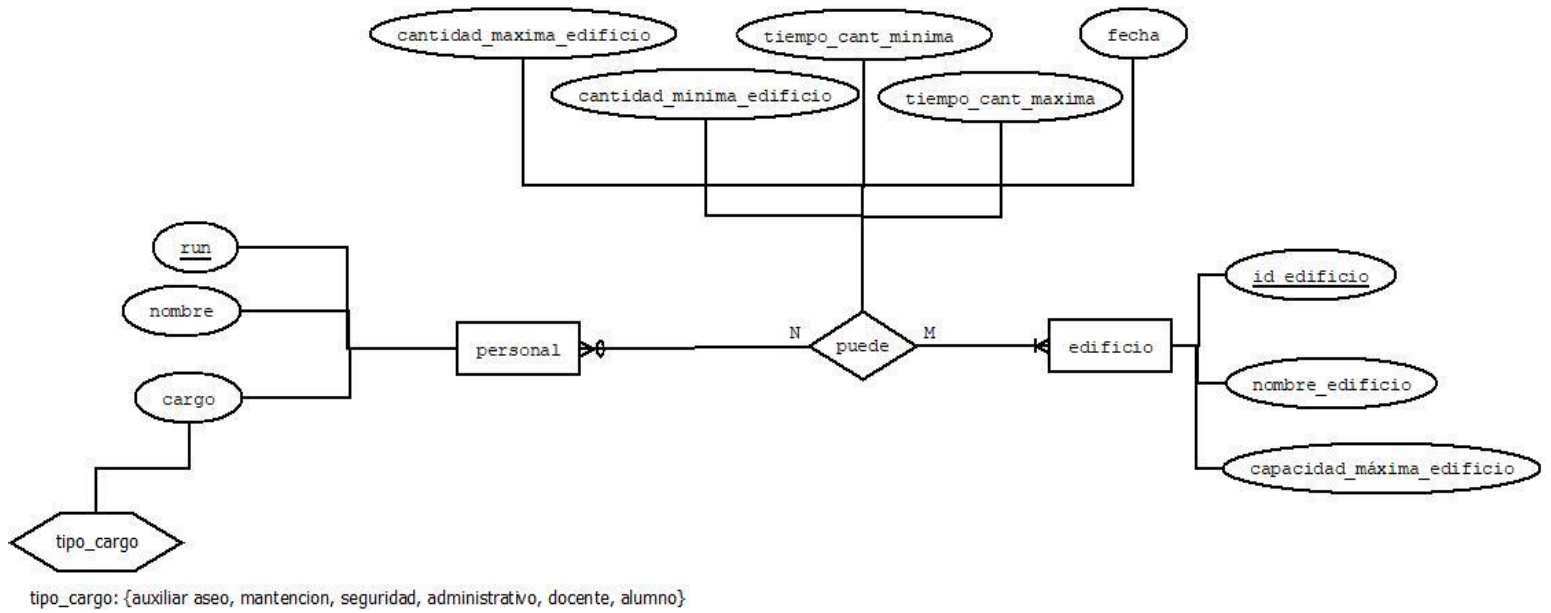 cantidad_maxima_edificio
tiempo_cant_minima
fecha
cantidad_minima_edificio
tiempo_cant_maxima
run
nombre
cargo
tipo_cargo
personal
N
puede
M
edificio
id_edificio
nombre_edificio
capacidad_máxima_edificio
tipo_cargo: {auxiliar aseo, mantencion, seguridad, administrativo, docente, alumno}